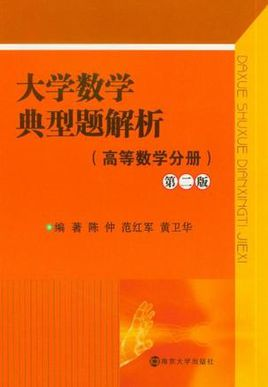 大学数学
典型题解析
(高等数学分册)
第二版
编著 陈仲 范红军 黄卫华
南京大学出版社
DAXUE SHUXUE DIANXINGTI JIEXI